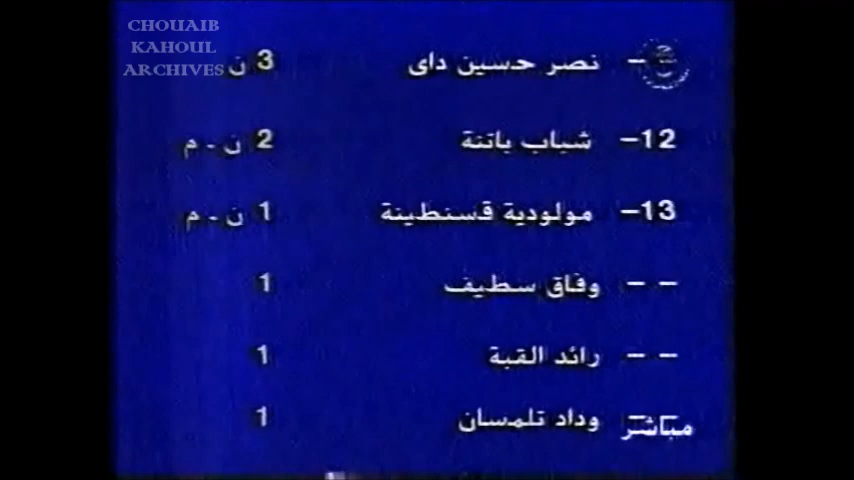 CHOUAIB
KAHOUL
ARCHIVES
- نصر حسين داى 3 ن
12- شباب باتنة 2 ن - م
13- مولودية قسنطينة 1 ن - م
- - وفاق سطيف 1
- - رائد القبة 1
- - وداد تلمسان 1
مباشر